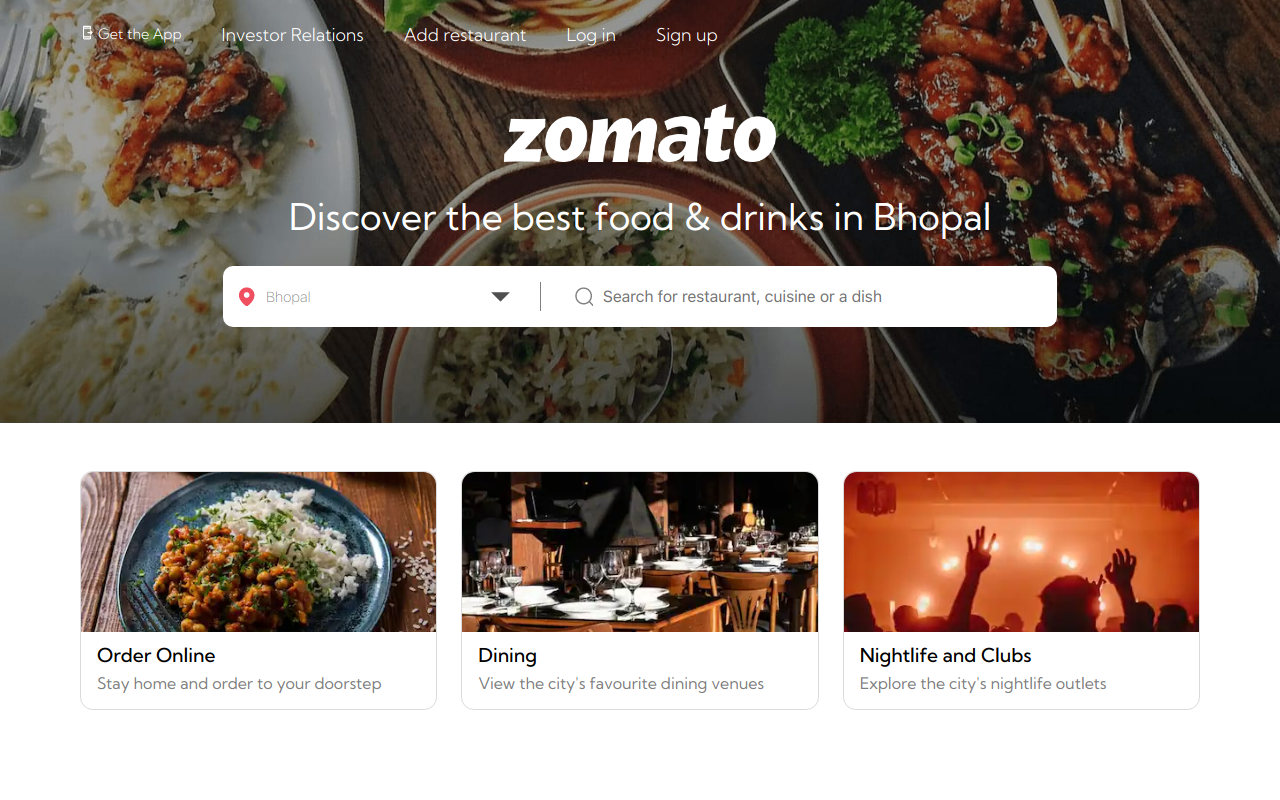 Get the App Investor Relations Add restaurant Log in Sign up
zomato
Discover the best food & drinks in Bhopal
Bhopal Search for restaurant, cuisine or a dish
Order Online
Stay home and order to your doorstep
Dining
View the city's favourite dining venues
Nightlife and Clubs
Explore the city's nightlife outlets